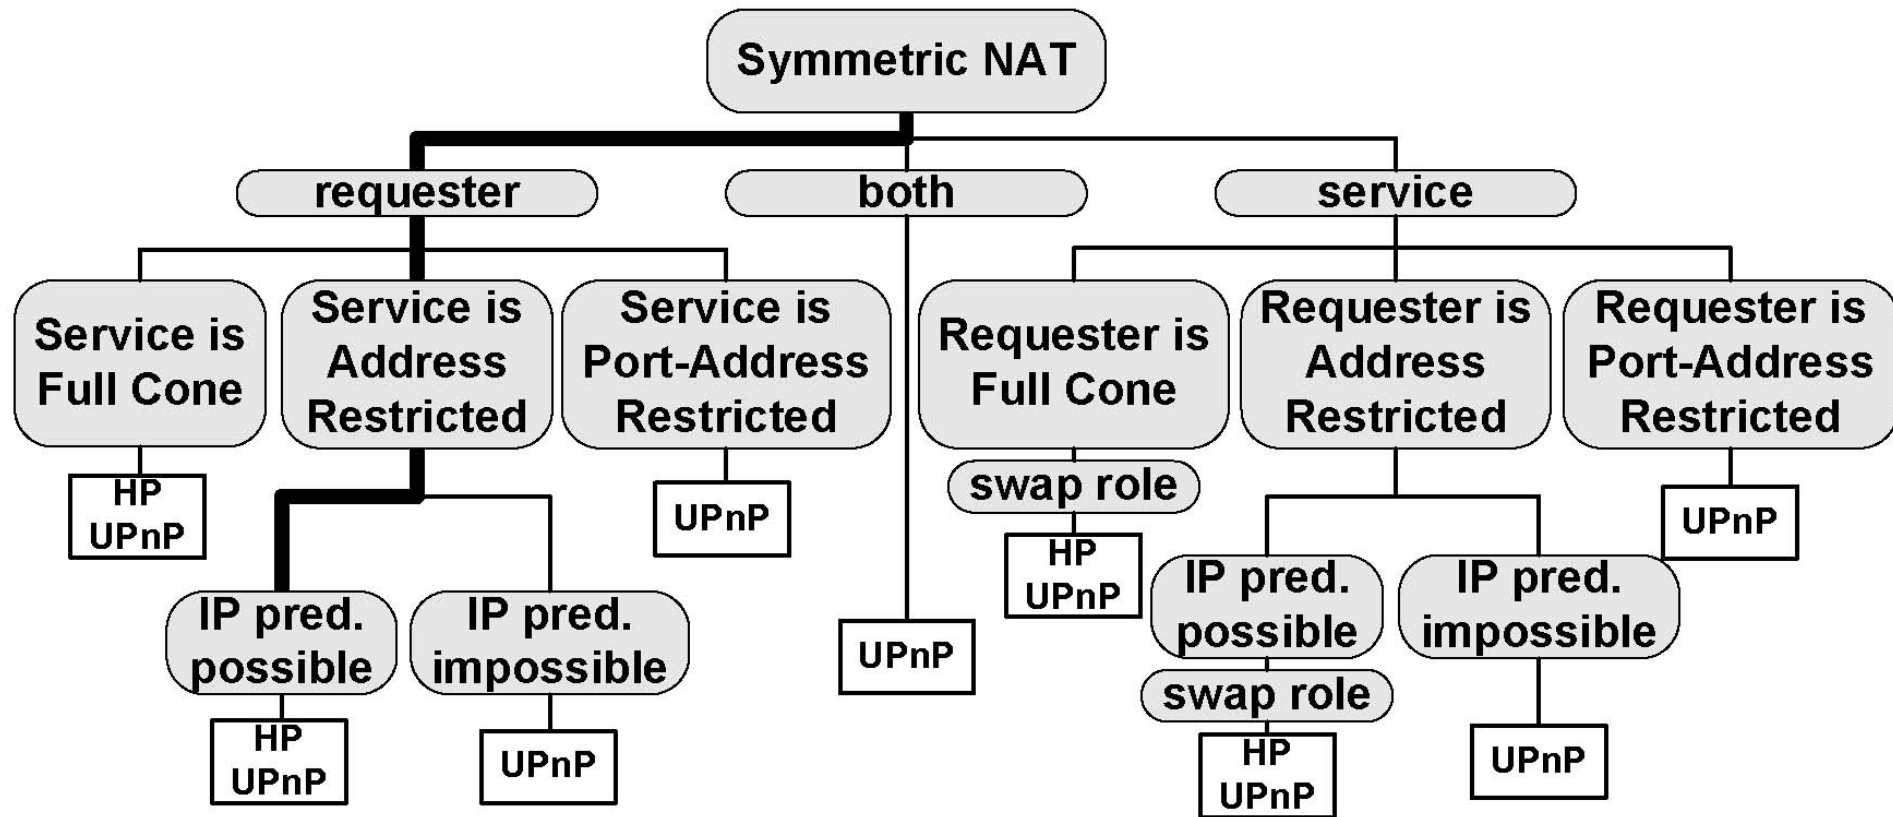 Symmetric NAT
requester
both
service
Service is
Full Cone
Service is
Address
Restricted
Service is
Port-Address
Restricted
Requester is
Full Cone
Requester is
Address
Restricted
Requester is
Port-Address
Restricted
HP
UPnP
UPnP
swap role
HP
UPnP
UPnP
IP pred.
possible
IP pred.
impossible
UPnP
IP pred.
possible
IP pred.
impossible
swap role
HP
UPnP
UPnP
HP
UPnP
UPnP